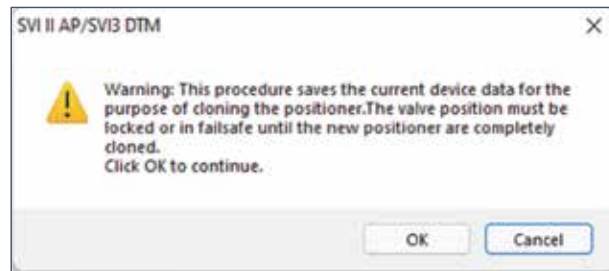 SVI II AP/SVI3 DTM
Warning: This procedure saves the current device data for the
purpose of cloning the positioner.The valve position must be
locked or in failsafe until the new positioner are completely
cloned.
Click OK to continue.
OK
Cancel